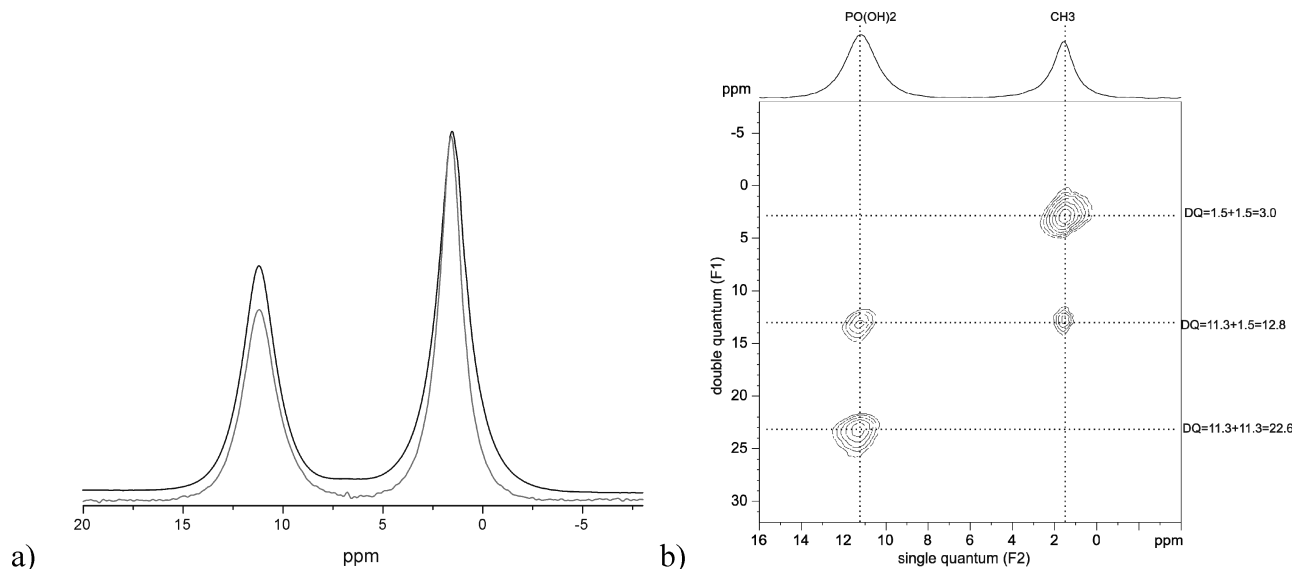 20 15 10 5 0 -5
ppm
a)
PO(OH)2 CH3
ppm
-5
0
5
10
15
20
25
30
double quantum (F1)
DQ=1.5+1.5=3.0
DQ=11.3+1.5=12.8
DQ=11.3+11.3=22.6
16 14 12 10 8 6 4 2 0 ppm
single quantum (F2)
b)